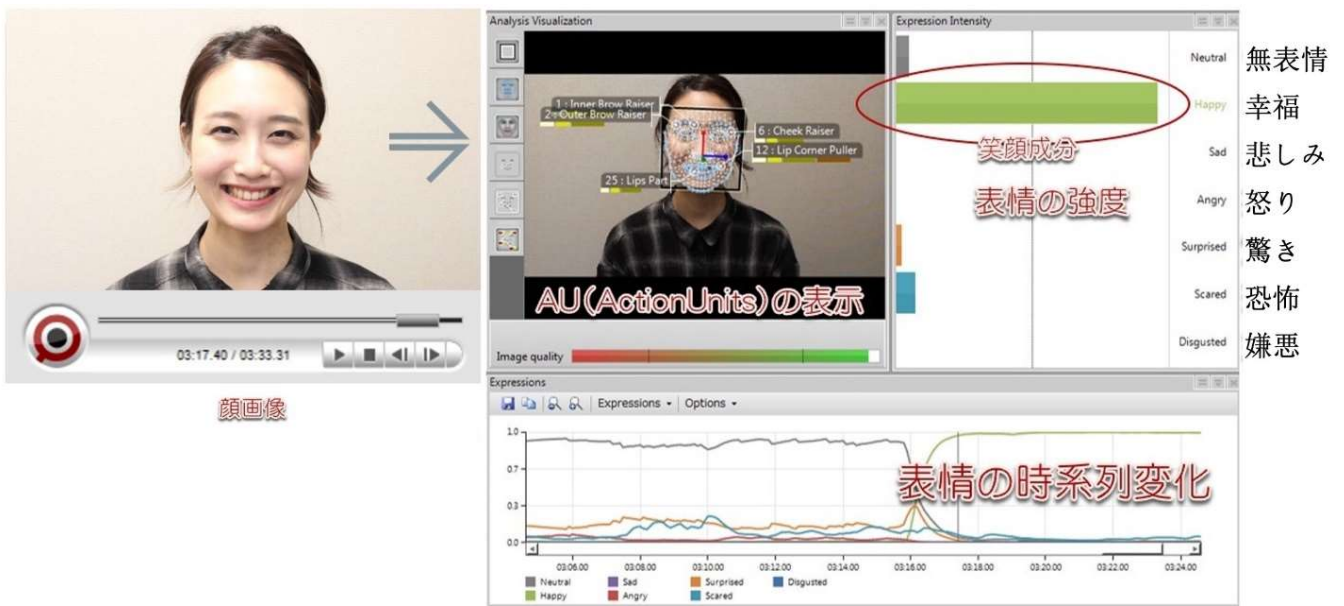 03:17.40 / 03:33.31
顔画像
Analysis Visualization
1 : Inner Brow Raiser
2 : Outer Brow Raiser
6 : Cheek Raiser
12 : Lip Corner Puller
25 : Lips Part
AU(ActionUnits)の表示
Image quality
Expression Intensity
Neutral 無表情
Happy 幸福
笑顔成分
Sad 悲しみ
表情の強度
Angry 怒り
Surprised 驚き
Scared 恐怖
Disgusted 嫌悪
Expressions
Expressions Options
1.0
0.7
0.3
0.0
表情の時系列変化
03:06.00 03:08.00 03:10.00 03:12.00 03:14.00 03:16.00 03:18.00 03:20.00 03:22.00 03:24.00
Neutral Sad Surprised Disgusted
Happy Angry Scared